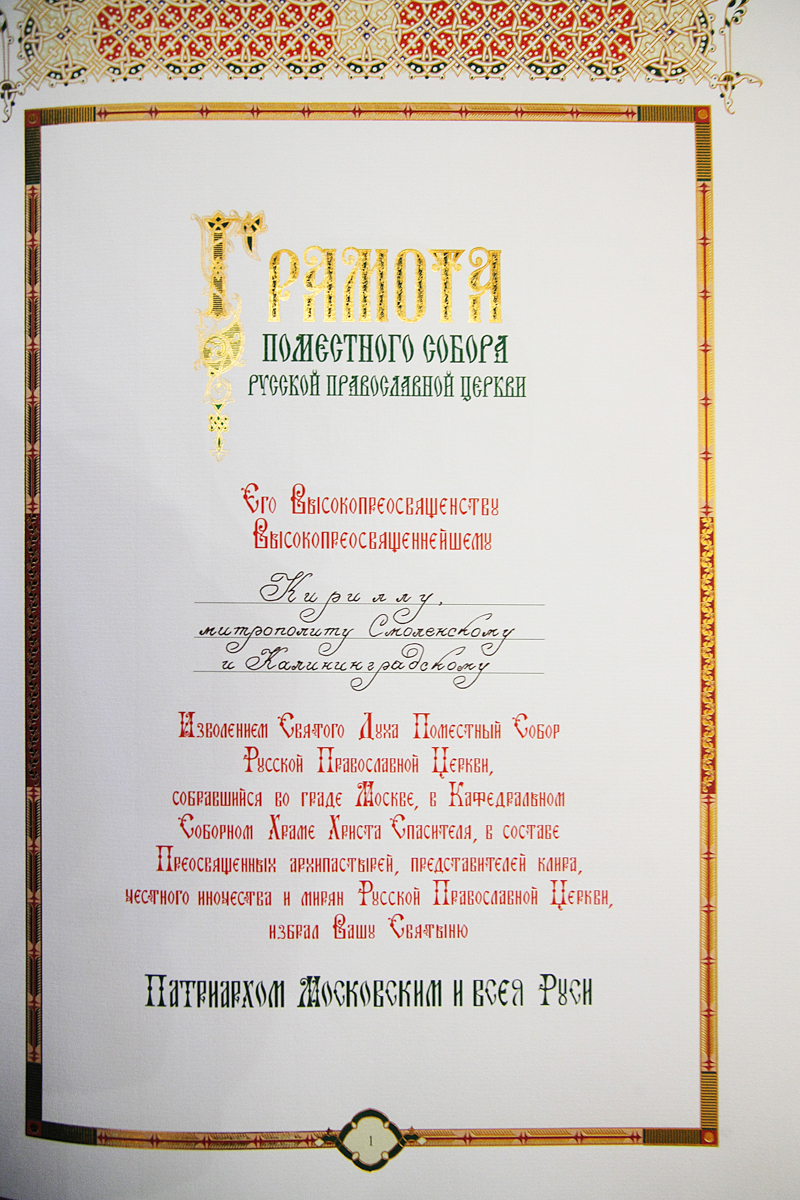 Грамота
поместного собора
русской православной церкви
Его Высокопреосвященству
Высокопреосвященнейшему
Кириллу,
митрополиту Смоленскому
и Калининградскому
Изволением Святого Духа Поместный Собор
Русской Православной Церкви,
собравшийся во граде Москве, в Кафедральном
Соборном Храме Христа Спасителя, в составе
Преосвященных архипастырей, представителей клира,
честного иночества и мирян Русской Православной Церкви,
избрал Вашу Святыню
Патриархом Московским и всея Руси
1